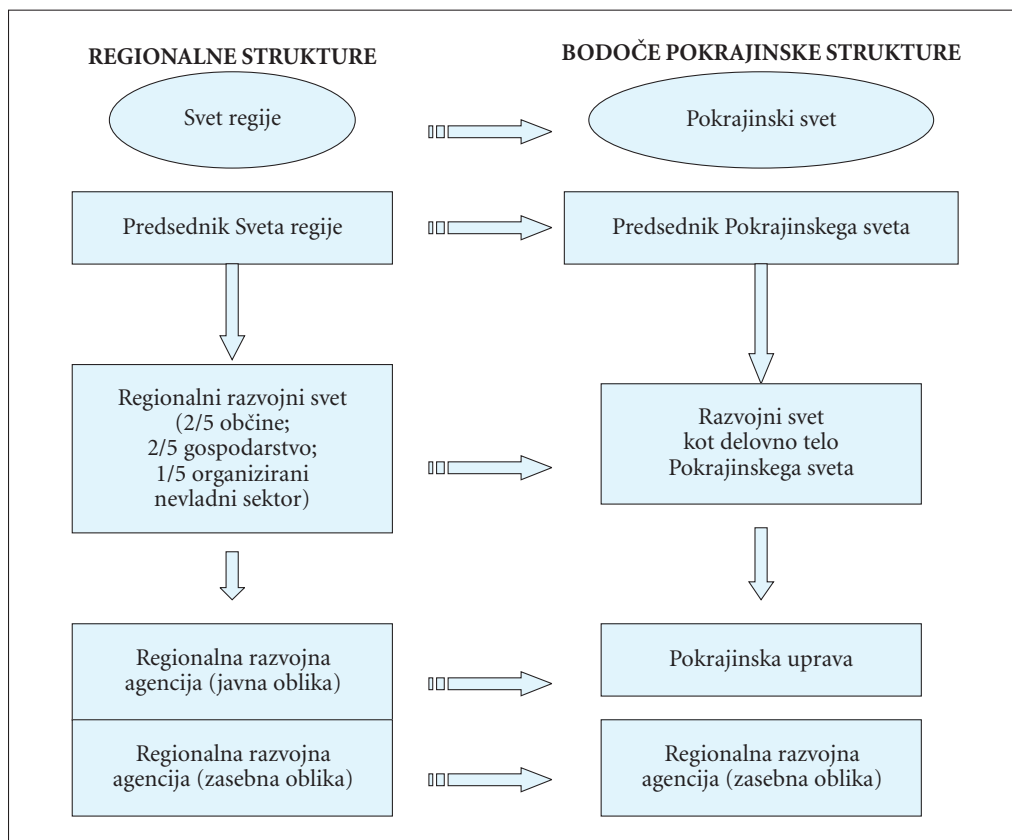 REGIONALNE STRUKTURE
BODOČE POKRAJINSKE STRUKTURE
Svet regije
Pokrajinski svet
Predsednik Sveta regije
Predsednik Pokrajinskega sveta
Regionalni razvojni svet
(2/5 občine;
2/5 gospodarstvo;
1/5 organizirani
nevladni sektor)
Razvojni svet
kot delovno telo
Pokrajinskega sveta
Regionalna razvojna
agencija (javna oblika)
Pokrajinska uprava
Regionalna razvojna
agencija (zasebna oblika)
Regionalna razvojna
agencija (zasebna oblika)